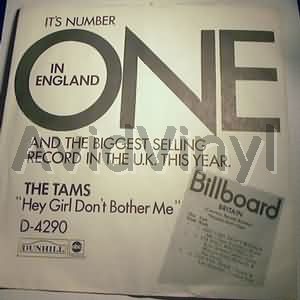 IT'S NUMBER
ONE
IN
ENGLAND
AND THE BIGGEST SELLING
RECORD IN THE U.K. THIS YEAR.
AvidVinyl
THE TAMS
"Hey Girl Don't Bother Me"
D-4290
DUNHILL abc
Billboard
BRITAIN